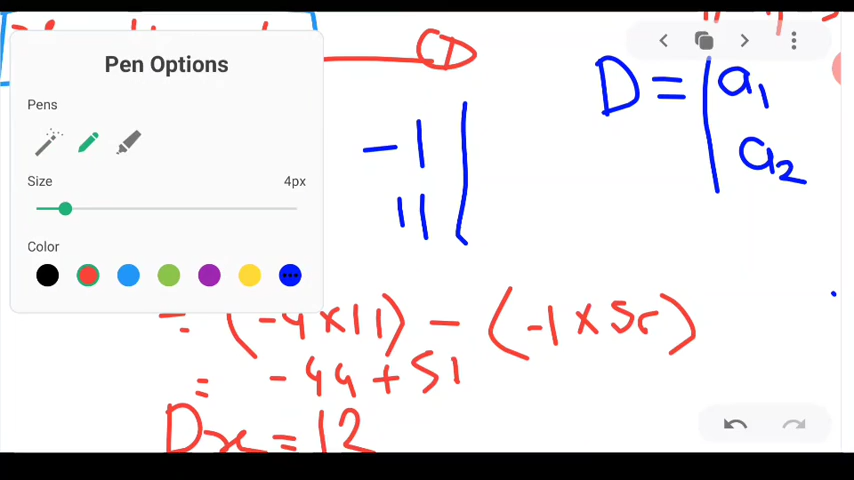 Pen Options
Pens
Size 4px
Color
D
-1
11
D = | a1
a2
= (-4×11) - (-1×56)
= -44+51
Dx = 12